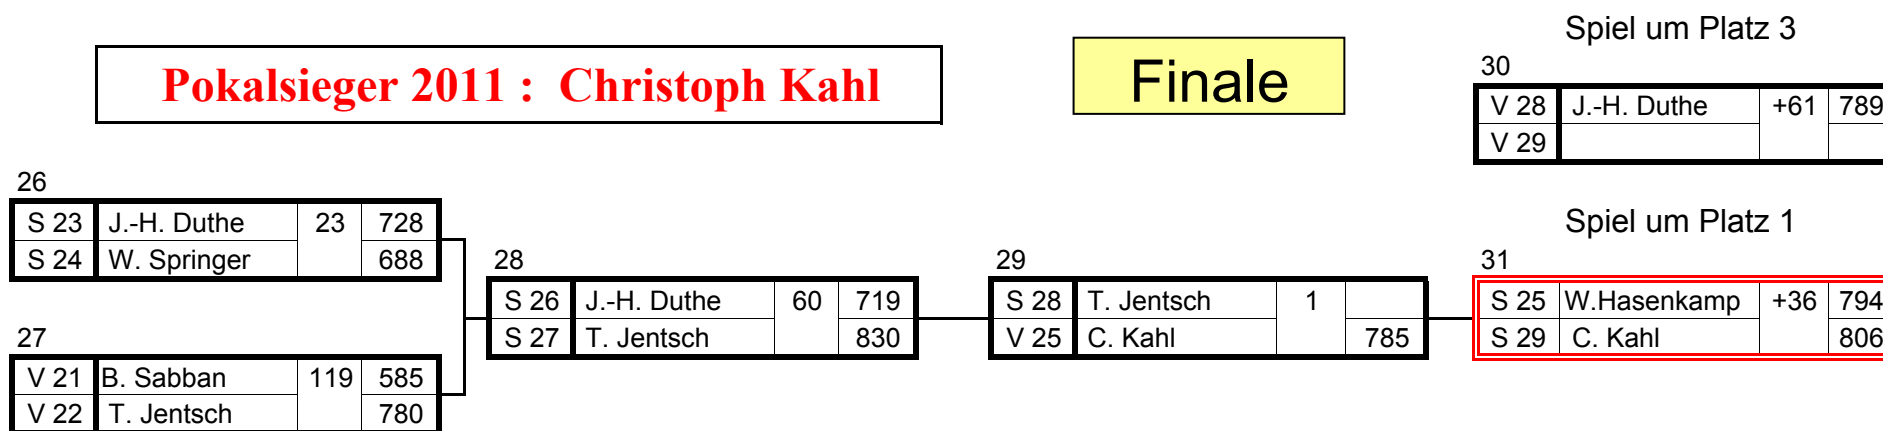 Spiel um Platz 3
Pokalsieger 2011 : Christoph Kahl
Finale
30
V 28 J.-H. Duthe +61 789
V 29
26
S 23 J.-H. Duthe 23 728
S 24 W. Springer 688
Spiel um Platz 1
28
29
31
S 26 J.-H. Duthe 60 719
S 27 T. Jentsch 830
S 28 T. Jentsch 1
V 25 C. Kahl 785
S 25 W.Hasenkamp +36 794
S 29 C. Kahl 806
27
V 21 B. Sabban 119 585
V 22 T. Jentsch 780